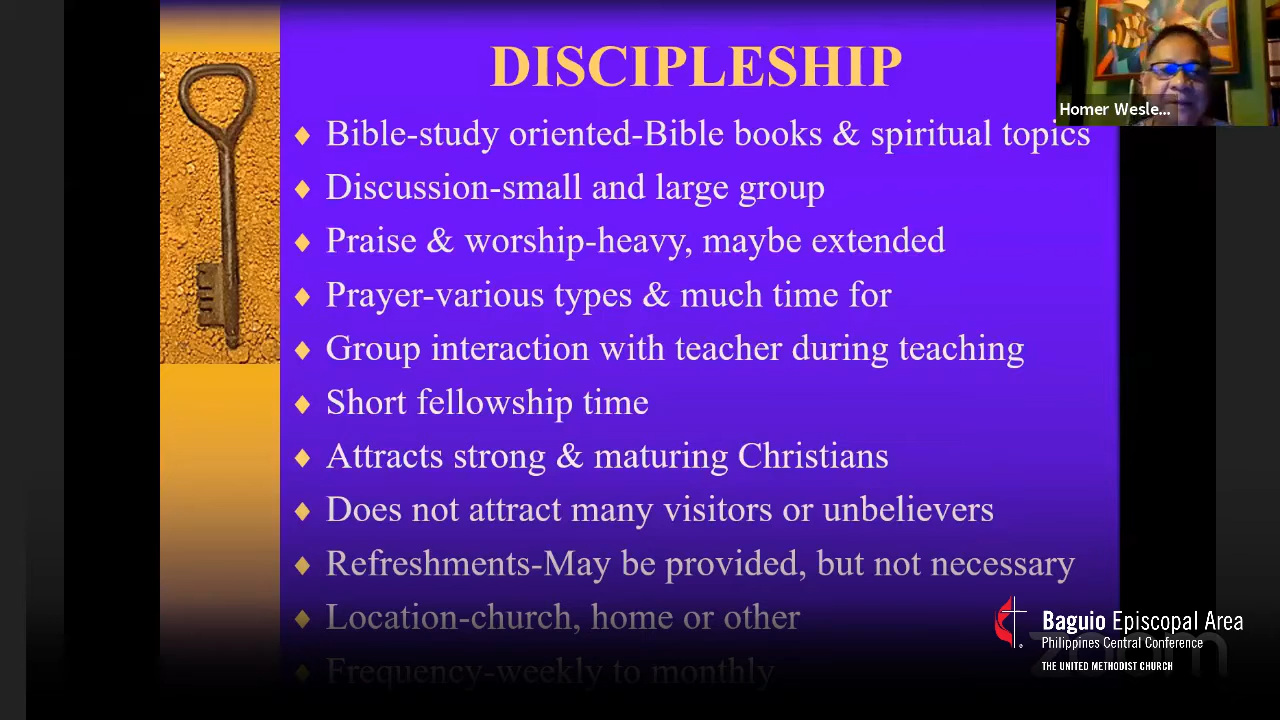 DISCIPLESHIP
Homer Wesle...
Bible-study oriented-Bible books & spiritual topics
Discussion-small and large group
Praise & worship-heavy, maybe extended
Prayer-various types & much time for
Group interaction with teacher during teaching
Short fellowship time
Attracts strong & maturing Christians
Does not attract many visitors or unbelievers
Refreshments-May be provided, but not necessary
Location-church, home or other
Frequency-weekly to monthly
Baguio Episcopal Area
Philippines Central Conference
THE UNITED METHODIST CHURCH
zoom